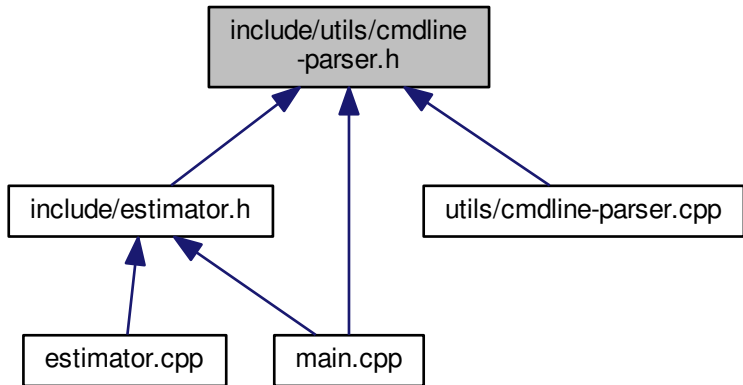 include/utils/cmdline
-parser.h
include/estimator.h
utils/cmdline-parser.cpp
estimator.cpp
main.cpp